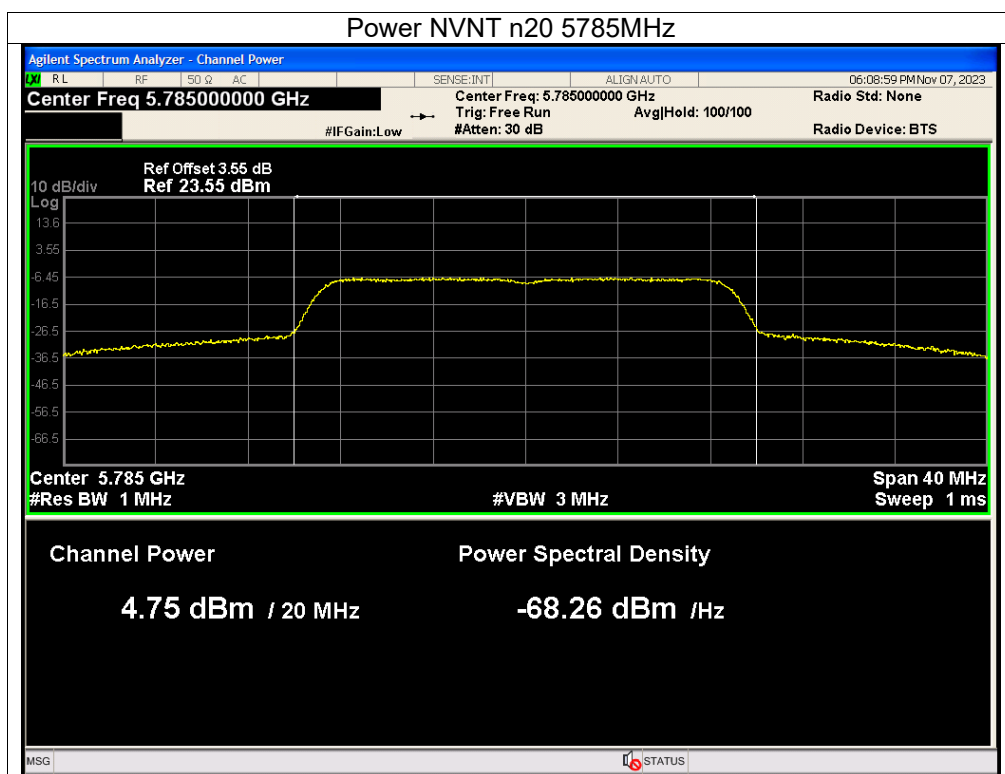 Power NVNT n20 5785MHz
Agilent Spectrum Analyzer - Channel Power
LXI RL RF 50 Ω AC SENSE:INT ALIGN AUTO 06:08:59 PM Nov 07, 2023
Center Freq 5.785000000 GHz
Center Freq: 5.785000000 GHz
Radio Std: None
Trig: Free Run Avg|Hold: 100/100
#IFGain:Low #Atten: 30 dB Radio Device: BTS
Ref Offset 3.55 dB
10 dB/div Ref 23.55 dBm
Log
13.6
3.55
-6.45
-16.5
-26.5
-36.5
-46.5
-56.5
-66.5
Center 5.785 GHz Span 40 MHz
#Res BW 1 MHz #VBW 3 MHz Sweep 1 ms
Channel Power Power Spectral Density
4.75 dBm / 20 MHz -68.26 dBm /Hz
MSG STATUS